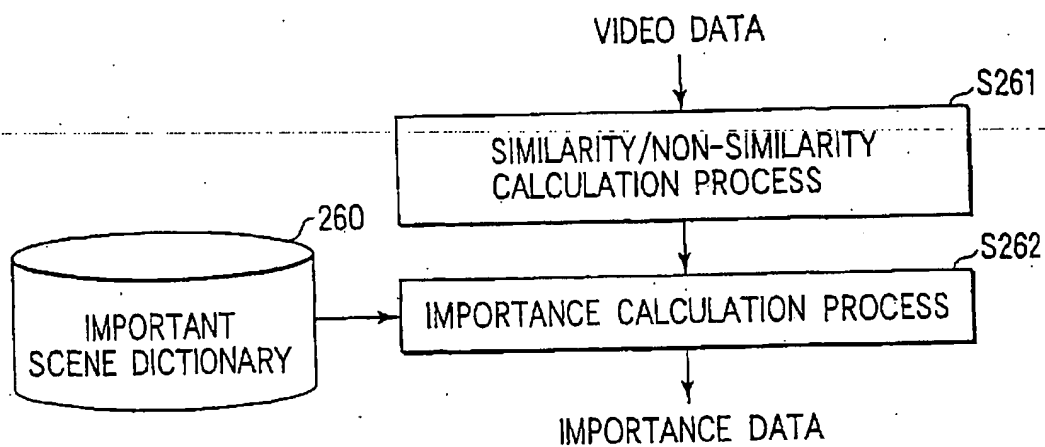 VIDEO DATA
S261
SIMILARITY/NON-SIMILARITY
CALCULATION PROCESS
260
S262
IMPORTANT
SCENE DICTIONARY
IMPORTANCE CALCULATION PROCESS
IMPORTANCE DATA